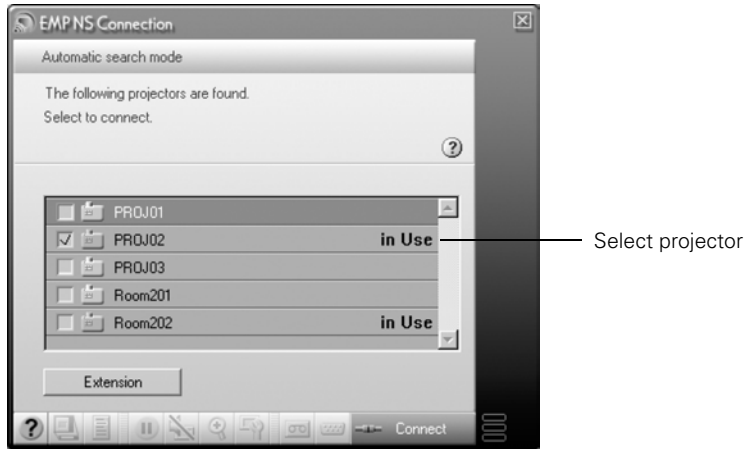 EMP NS Connection
Automatic search mode
The following projectors are found.
Select to connect.
?
PROJ01
PROJ02 in Use
Select projector
PROJ03
Room201
Room202 in Use
Extension
? Connect